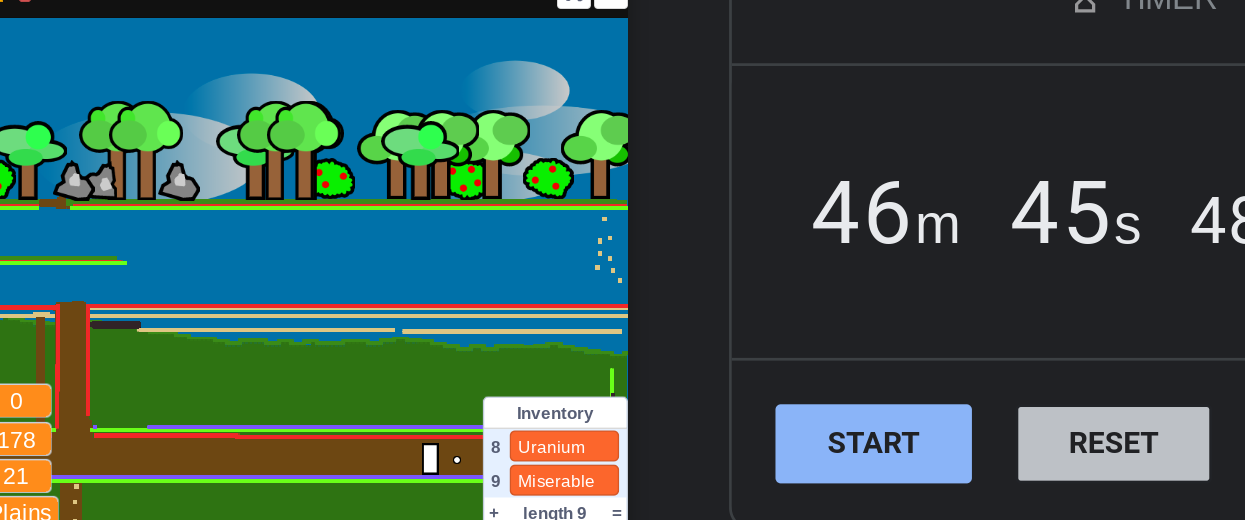 TIMER
46m 45s 48
0
178
21
Plains
Inventory
8 Uranium
9 Miserable
+ length 9 =
START
RESET